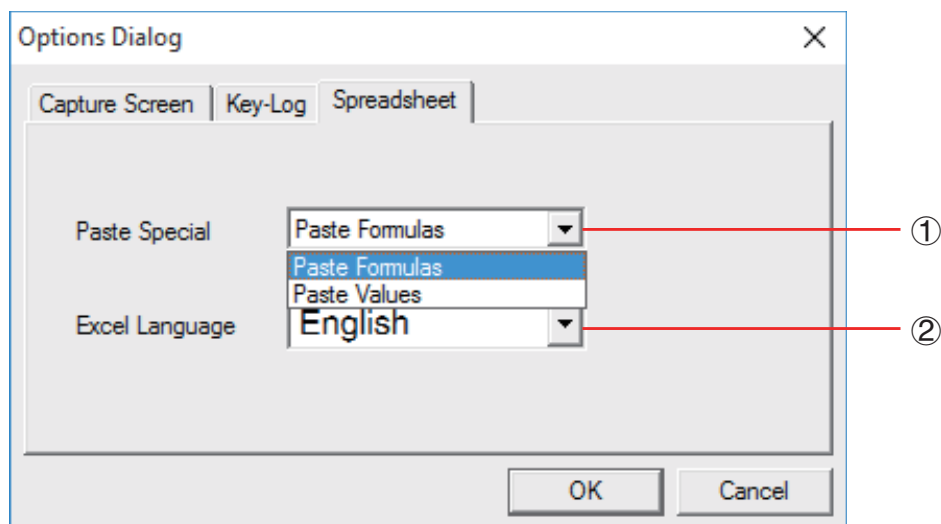 Options Dialog
Capture Screen Key-Log Spreadsheet
Paste Special Paste Formulas ①
Paste Formulas
Paste Values
Excel Language English ②
OK Cancel